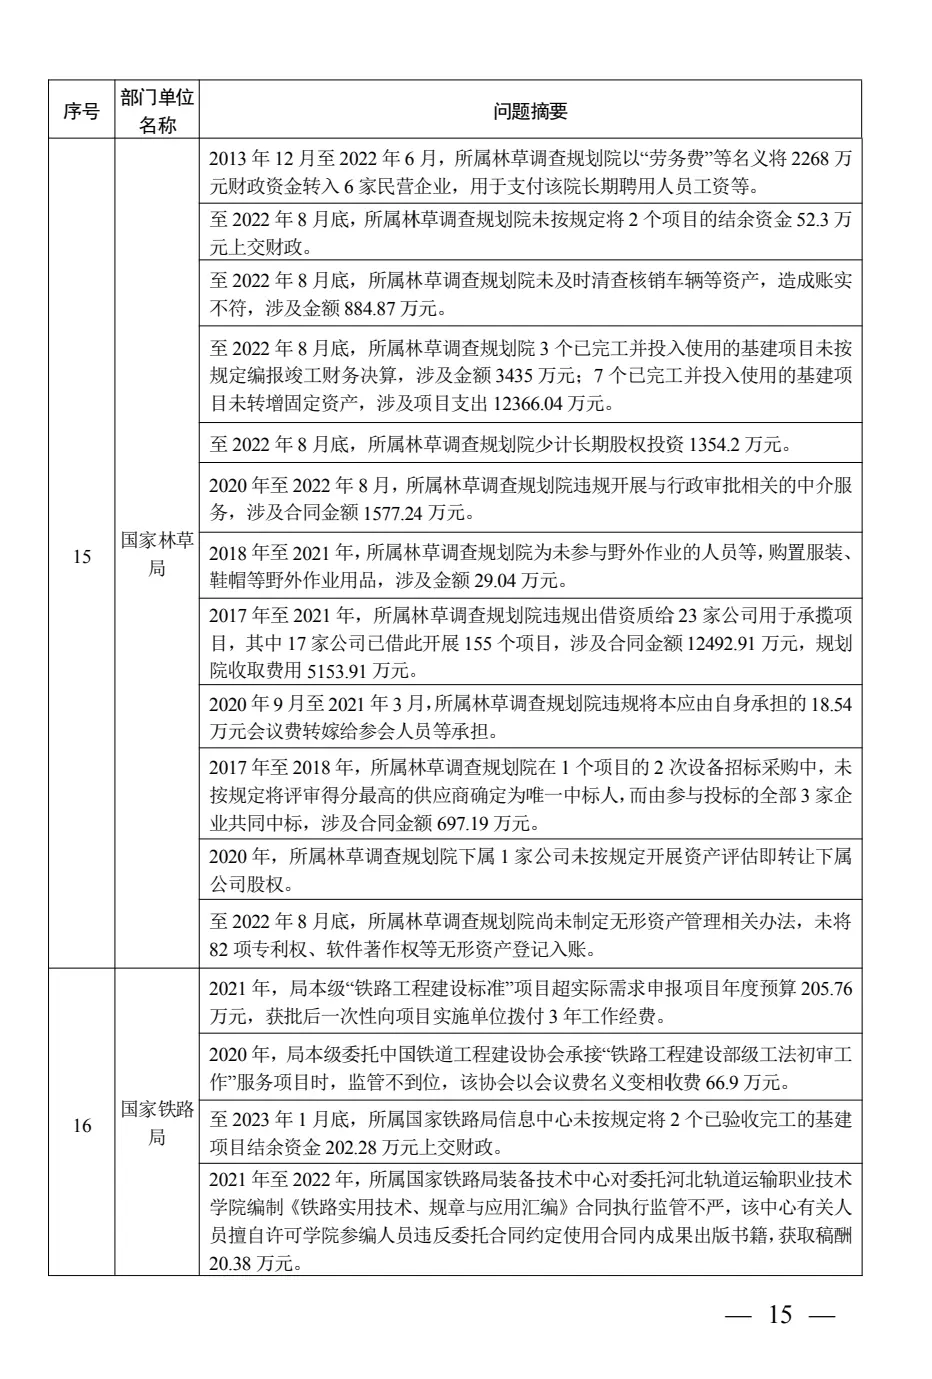 序号
部门单位
名称
问题摘要
2013 年 12 月至 2022 年 6 月，所属林草调查规划院以“劳务费”等名义将 2268 万
元财政资金转入 6 家民营企业，用于支付该院长期聘用人员工资等。
至 2022 年 8 月底，所属林草调查规划院未按规定将 2 个项目的结余资金 52.3 万
元上交财政。
至 2022 年 8 月底，所属林草调查规划院未及时清查核销车辆等资产，造成账实
不符，涉及金额 884.87 万元。
至 2022 年 8 月底，所属林草调查规划院 3 个已完工并投入使用的基建项目未按
规定编报竣工财务决算，涉及金额 3435 万元；7 个已完工并投入使用的基建项
目未转增固定资产，涉及项目支出 12366.04 万元。
至 2022 年 8 月底，所属林草调查规划院少计长期股权投资 1354.2 万元。
2020 年至 2022 年 8 月，所属林草调查规划院违规开展与行政审批相关的中介服
务，涉及合同金额 1577.24 万元。
15
国家林草
局
2018 年至 2021 年，所属林草调查规划院为未参与野外作业的人员等，购置服装、
鞋帽等野外作业用品，涉及金额 29.04 万元。
2017 年至 2021 年，所属林草调查规划院违规出借资质给 23 家公司用于承揽项
目，其中 17 家公司已借此开展 155 个项目，涉及合同金额 12492.91 万元，规划
院收取费用 5153.91 万元。
2020 年 9 月至 2021 年 3 月，所属林草调查规划院违规将本应由自身承担的 18.54
万元会议费转嫁给参会人员等承担。
2017 年至 2018 年，所属林草调查规划院在 1 个项目的 2 次设备招标采购中，未
按规定将评审得分最高的供应商确定为唯一中标人，而由参与投标的全部 3 家企
业共同中标，涉及合同金额 697.19 万元。
2020 年，所属林草调查规划院下属 1 家公司未按规定开展资产评估即转让下属
公司股权。
至 2022 年 8 月底，所属林草调查规划院尚未制定无形资产管理相关办法，未将
82 项专利权、软件著作权等无形资产登记入账。
2021 年，局本级“铁路工程建设标准”项目超实际需求申报项目年度预算 205.76
万元，获批后一次性向项目实施单位拨付 3 年工作经费。
2020 年，局本级委托中国铁道工程建设协会承接“铁路工程建设部级工法初审工
作”服务项目时，监管不到位，该协会以会议费名义变相收费 66.9 万元。
16
国家铁路
局
至 2023 年 1 月底，所属国家铁路局信息中心未按规定将 2 个已验收完工的基建
项目结余资金 202.28 万元上交财政。
2021 年至 2022 年，所属国家铁路局装备技术中心对委托河北轨道运输职业技术
学院编制《铁路实用技术、规章与应用汇编》合同执行监管不严，该中心有关人
员擅自许可学院参编人员违反委托合同约定使用合同内成果出版书籍，获取稿酬
20.38 万元。
— 15 —